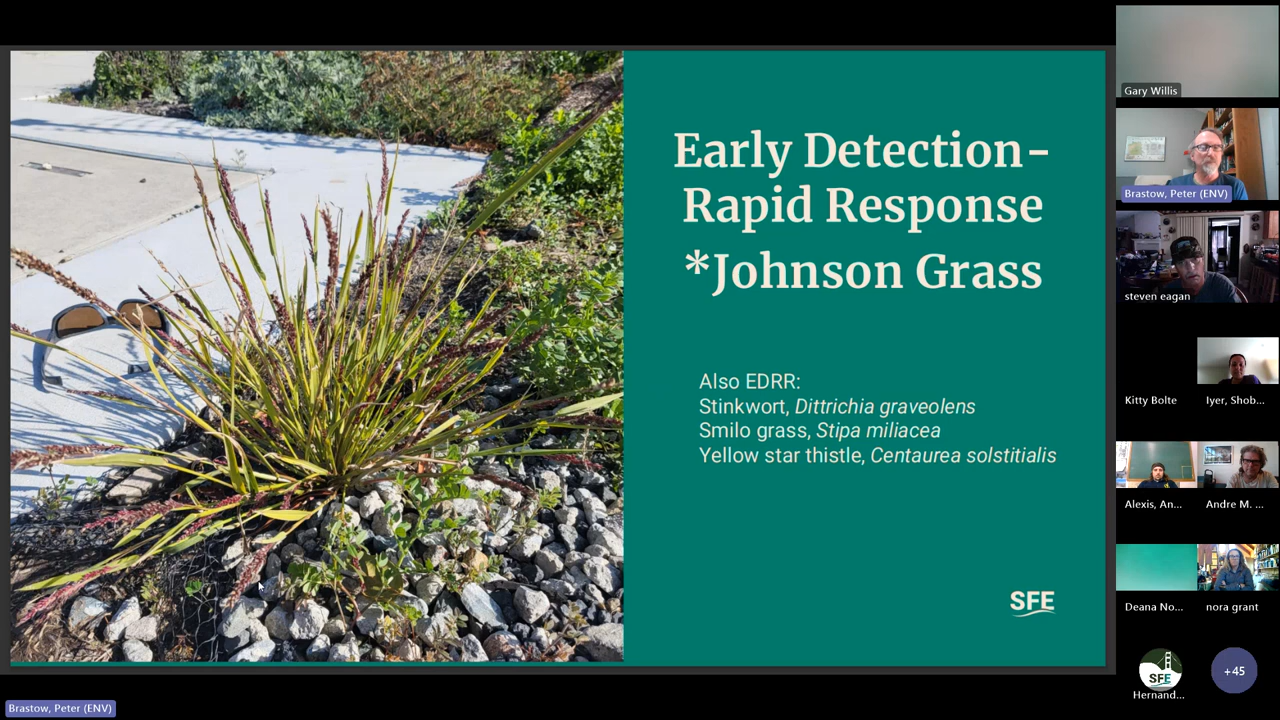 Early Detection-
Rapid Response
*Johnson Grass
Also EDRR:
Stinkwort, Dittrichia graveolens
Smilo grass, Stipa miliacea
Yellow star thistle, Centaurea solstitialis
SFE
Gary Willis
Brastow, Peter (ENV)
steven eagan
Kitty Bolte
Iyer, Shob...
Alexis, An...
Andre M. ...
Deana No...
nora grant
SFE
Hernand...
+45
Brastow, Peter (ENV)